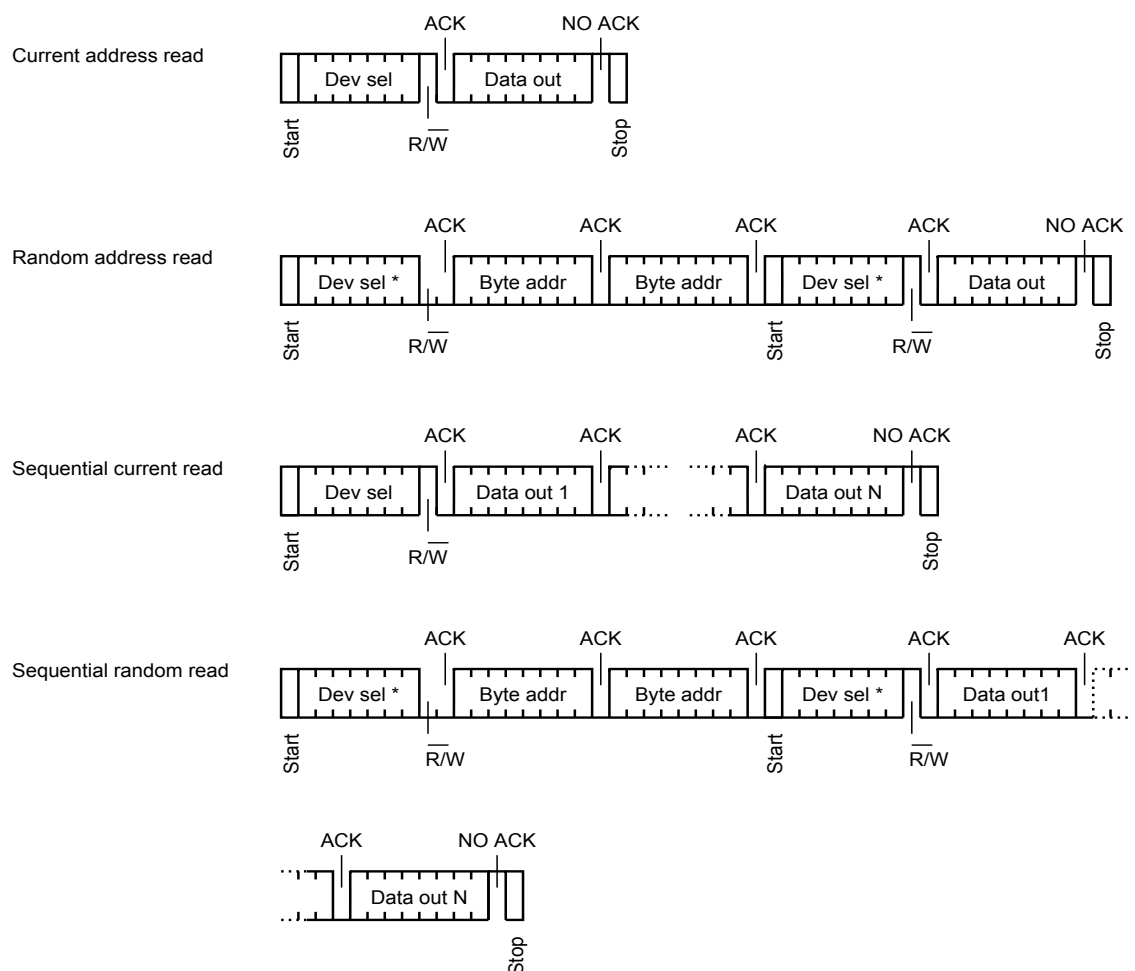 ACK NO ACK
Current address read
Dev sel Data out
Start R/W̅ Stop
ACK ACK ACK ACK NO ACK
Random address read
Dev sel * Byte addr Byte addr Dev sel * Data out
Start R/W̅ Start R/W̅ Stop
ACK ACK ACK NO ACK
Sequential current read
Dev sel Data out 1 Data out N
Start R/W̅ Stop
ACK ACK ACK ACK ACK
Sequential random read
Dev sel * Byte addr Byte addr Dev sel * Data out1
Start R̅/W Start R̅/W
ACK NO ACK
Data out N
Stop